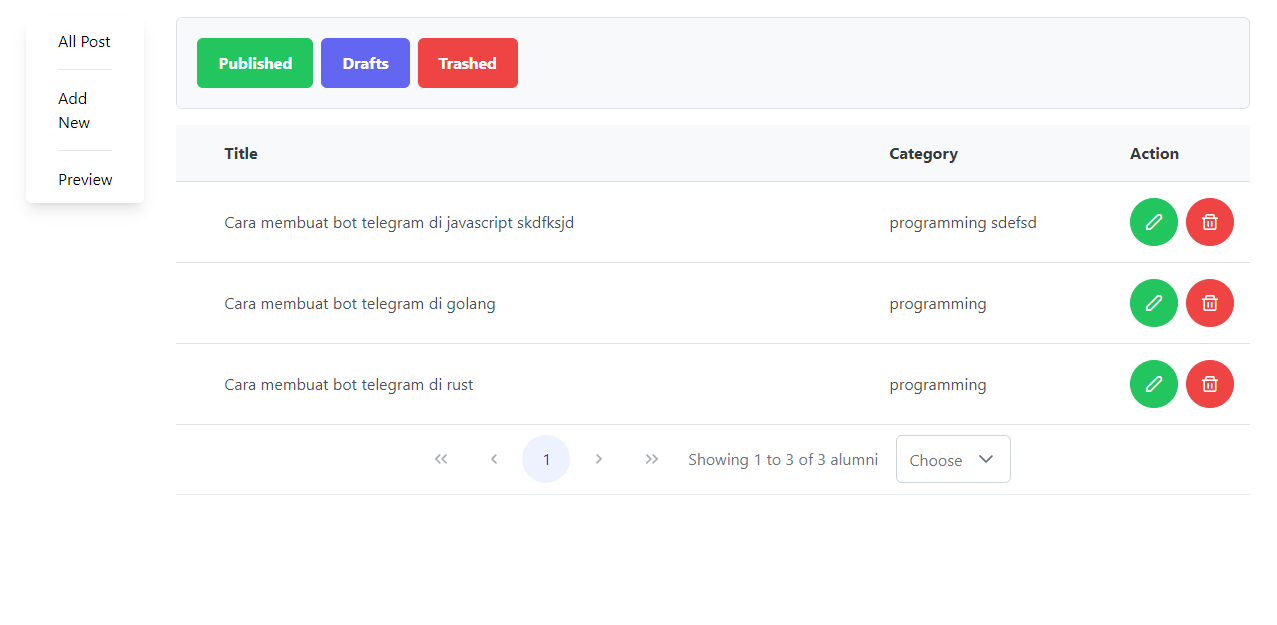 All Post
Add
New
Preview
Published Drafts Trashed
Title Category Action
Cara membuat bot telegram di javascript skdfksjd programming sdefsd
Cara membuat bot telegram di golang programming
Cara membuat bot telegram di rust programming
1 Showing 1 to 3 of 3 alumni Choose